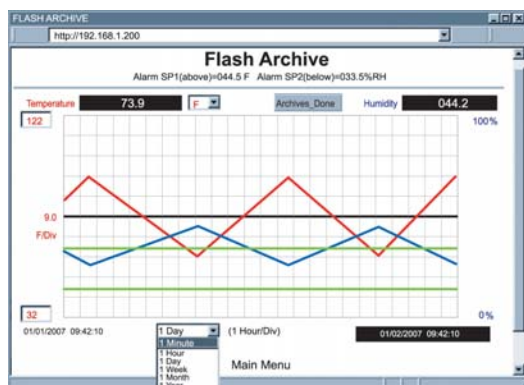 FLASH ARCHIVE
http://192.168.1.200
Flash Archive
Alarm SP1(above)=044.5 F Alarm SP2(below)=033.5%RH
Temperature 73.9 F Archives_Done Humidity 044.2
122 100%
9.0
F/Div
32 0%
01/01/2007 09:42:10 1 Day (1 Hour/Div) 01/02/2007 09:42:10
1 Minute
1 Hour
1 Day
1 Week
1 Month
1 Year
Main Menu